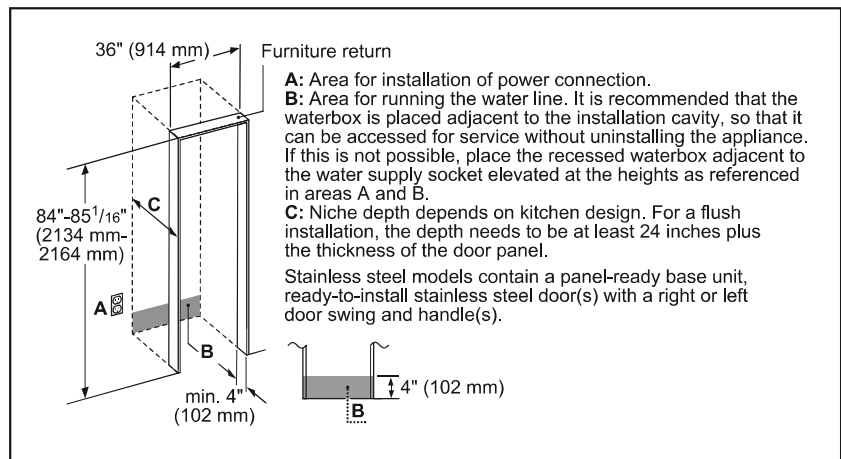 36" (914 mm)
Furniture return
A: Area for installation of power connection.
B: Area for running the water line. It is recommended that the
waterbox is placed adjacent to the installation cavity, so that it
can be accessed for service without uninstalling the appliance.
If this is not possible, place the recessed waterbox adjacent to
the water supply socket elevated at the heights as referenced
in areas A and B.
C: Niche depth depends on kitchen design. For a flush
installation, the depth needs to be at least 24 inches plus
the thickness of the door panel.
Stainless steel models contain a panel-ready base unit,
ready-to-install stainless steel door(s) with a right or left
door swing and handle(s).
C
84"-85 1/16"
(2134 mm-
2164 mm)
A
B
min. 4"
(102 mm)
4" (102 mm)
B